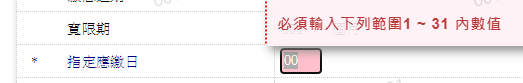 必須輸入下列範圍1 ~ 31 內數值
寬限期
* 指定應繳日 00